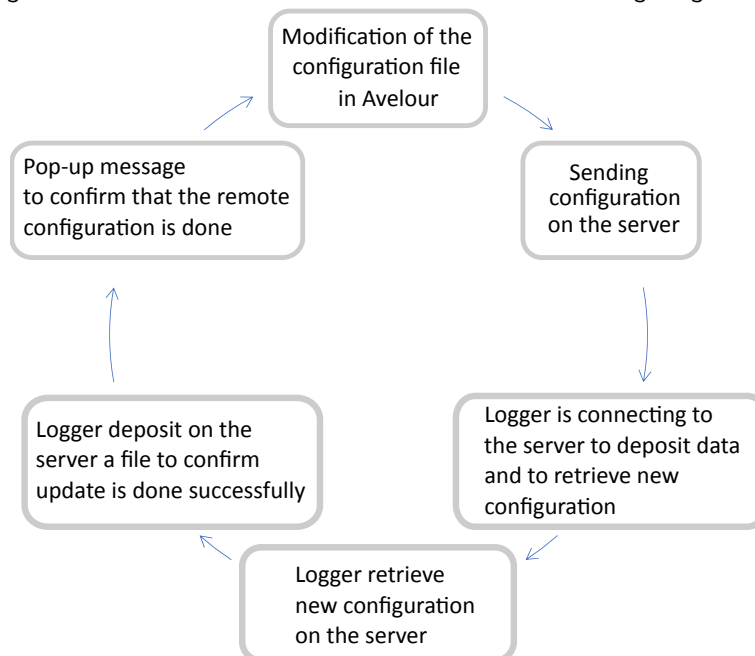 Modification of the
configuration file
in Avelour
Sending
configuration
on the server
Logger is connecting to
the server to deposit data
and to retrieve new
configuration
Logger retrieve
new configuration
on the server
Logger deposit on the
server a file to confirm
update is done successfully
Pop-up message
to confirm that the remote
configuration is done